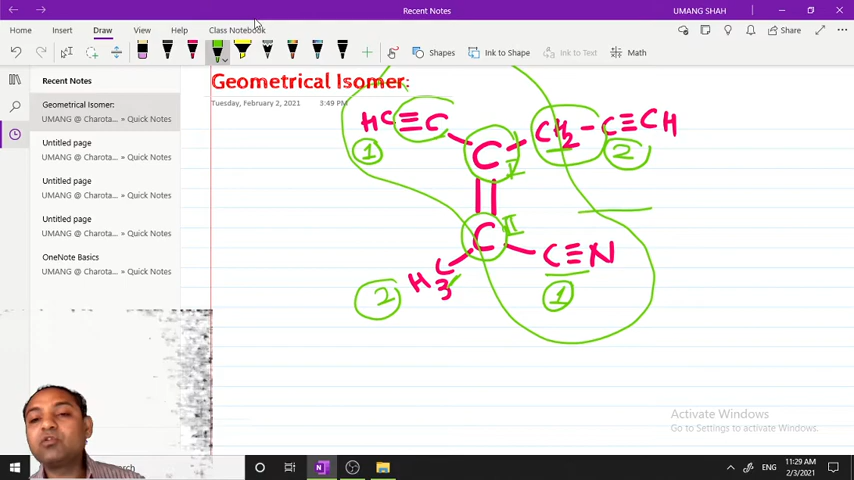 Recent Notes
UMANG SHAH
Home Insert Draw View Help Class Notebook
Share
Shapes Ink to Shape Ink to Text Math
Recent Notes
Geometrical Isomer:
UMANG @ Charota... » Quick Notes
Untitled page
UMANG @ Charota... » Quick Notes
Untitled page
UMANG @ Charota... » Quick Notes
Untitled page
UMANG @ Charota... » Quick Notes
OneNote Basics
UMANG @ Charota... » Quick Notes
Geometrical Isomer:
Tuesday, February 2, 2021 3:49 PM
HC≡C CH2-C≡CH
1 C 2
I
II
C
H3C C≡N
2 1
Activate Windows
Go to Settings to activate Windows.
ENG 11:29 AM
2/3/2021